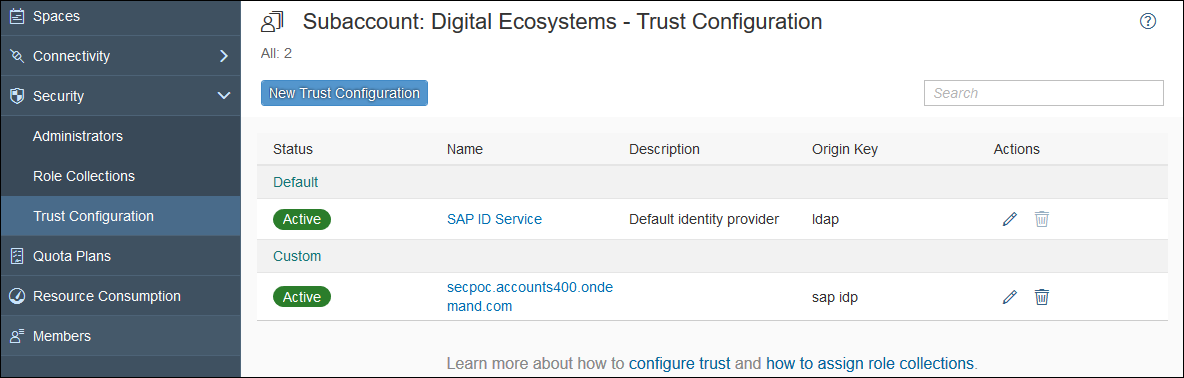 Spaces
Connectivity
Security
Administrators
Role Collections
Trust Configuration
Quota Plans
Resource Consumption
Members
Subaccount: Digital Ecosystems - Trust Configuration
All: 2
New Trust Configuration
Search
Status Name Description Origin Key Actions
Default
Active SAP ID Service Default identity provider ldap
Custom
Active secpoc.accounts400.onde
mand.com sap idp
Learn more about how to configure trust and how to assign role collections.